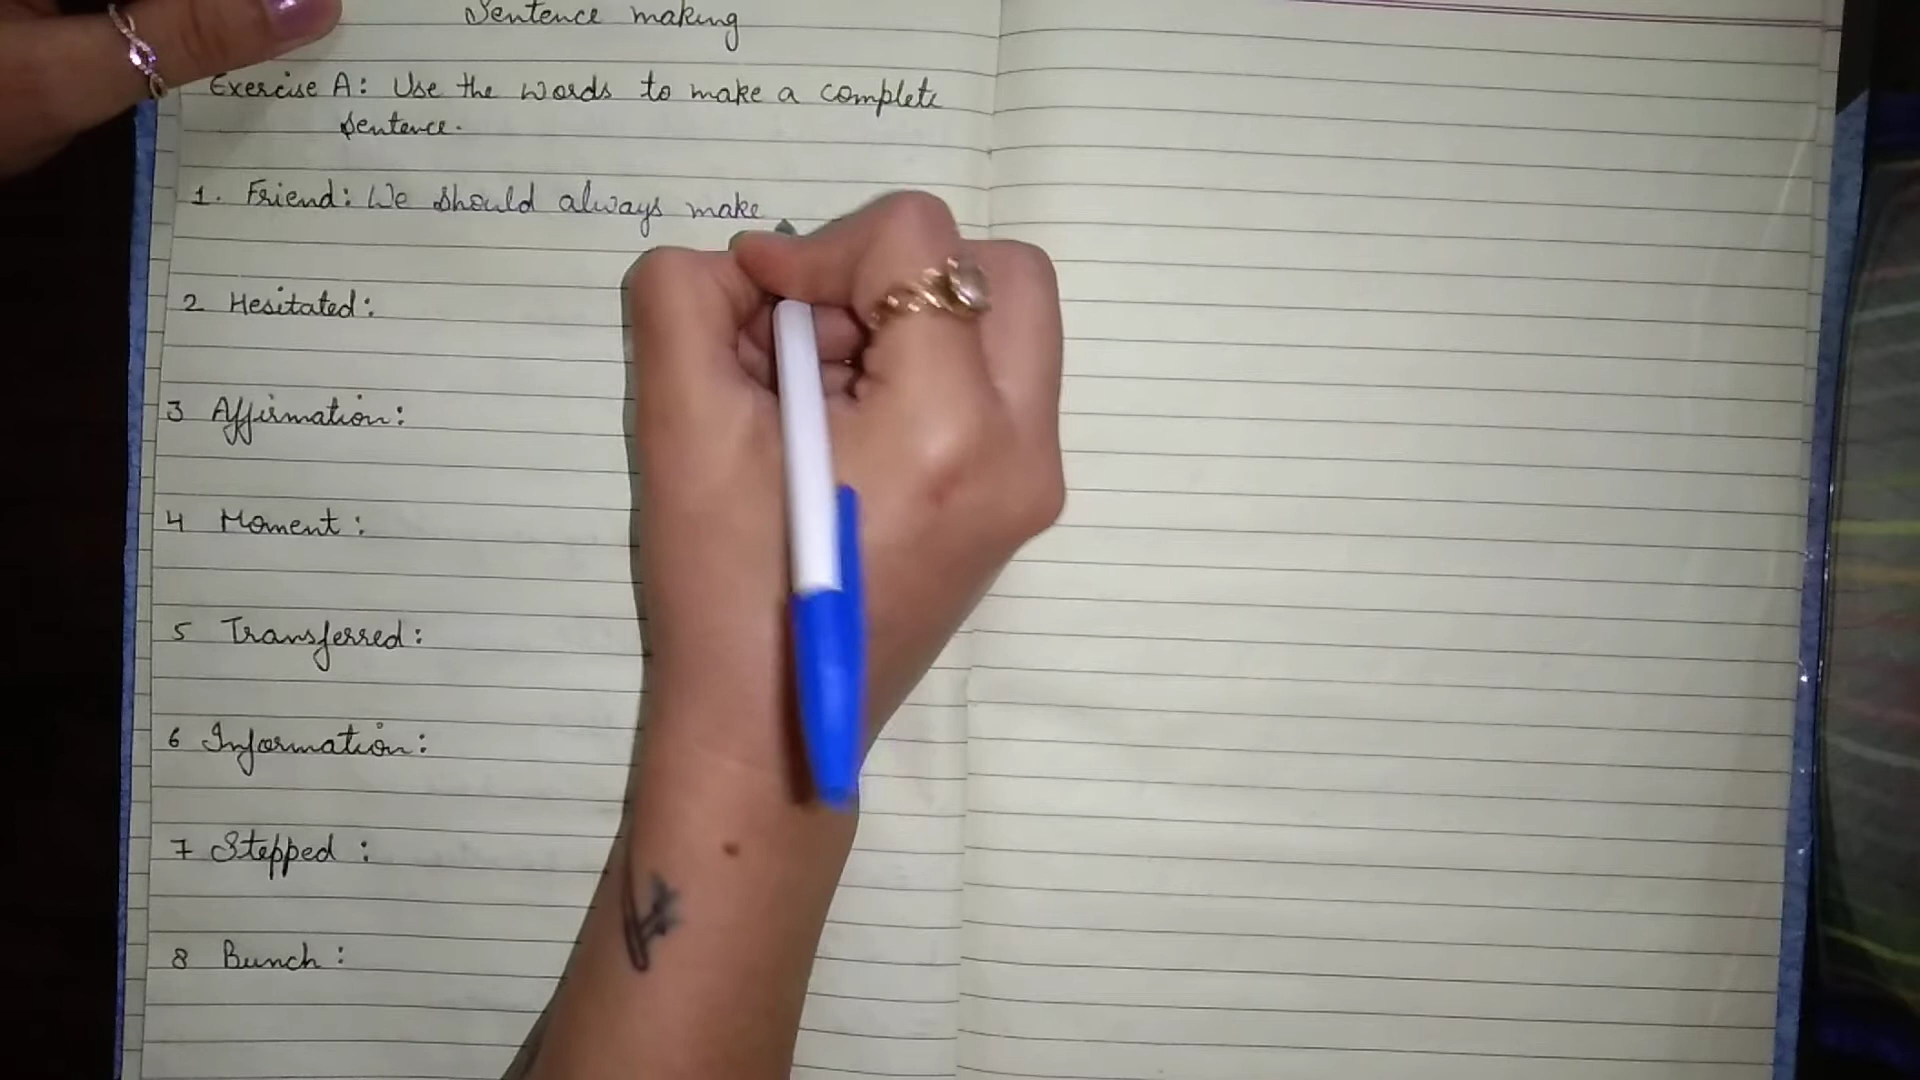 Sentence making
Exercise A: Use the words to make a complete
sentence.
1. Friend: We should always make
2 Hesitated:
3 Affirmation:
4 Moment:
5 Transferred:
6 Information:
7 Stepped:
8 Bunch: